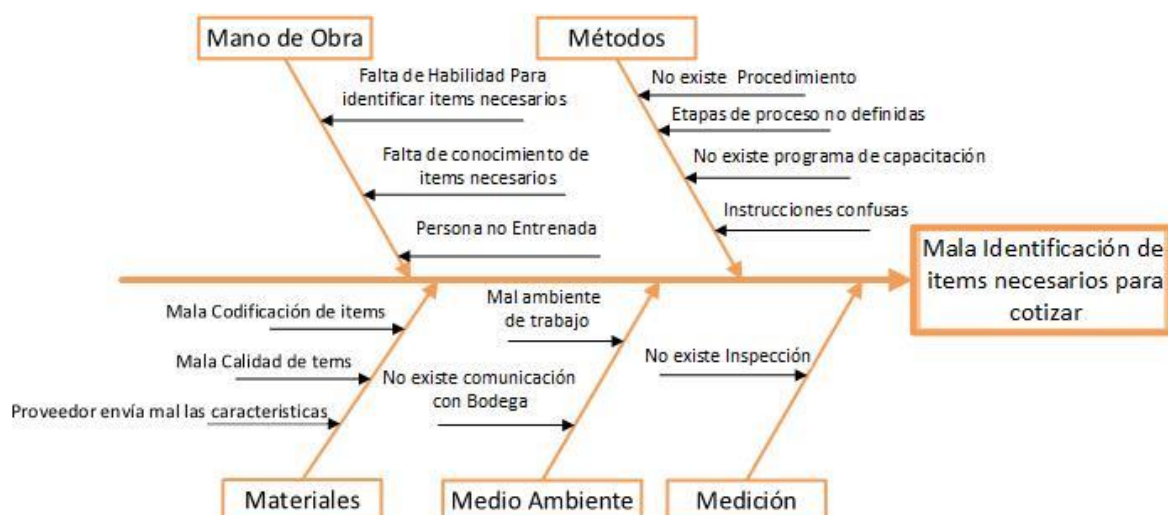 Mano de Obra
Métodos
Falta de Habilidad Para
identificar items necesarios
Falta de conocimiento de
items necesarios
Persona no Entrenada
No existe Procedimiento
Etapas de proceso no definidas
No existe programa de capacitación
Instrucciones confusas
Mala Identificación de
items necesarios para
cotizar
Mala Codificación de items
Mala Calidad de tems
Proveedor envía mal las características
Mal ambiente
de trabajo
No existe comunicación
con Bodega
No existe Inspección
Materiales
Medio Ambiente
Medición